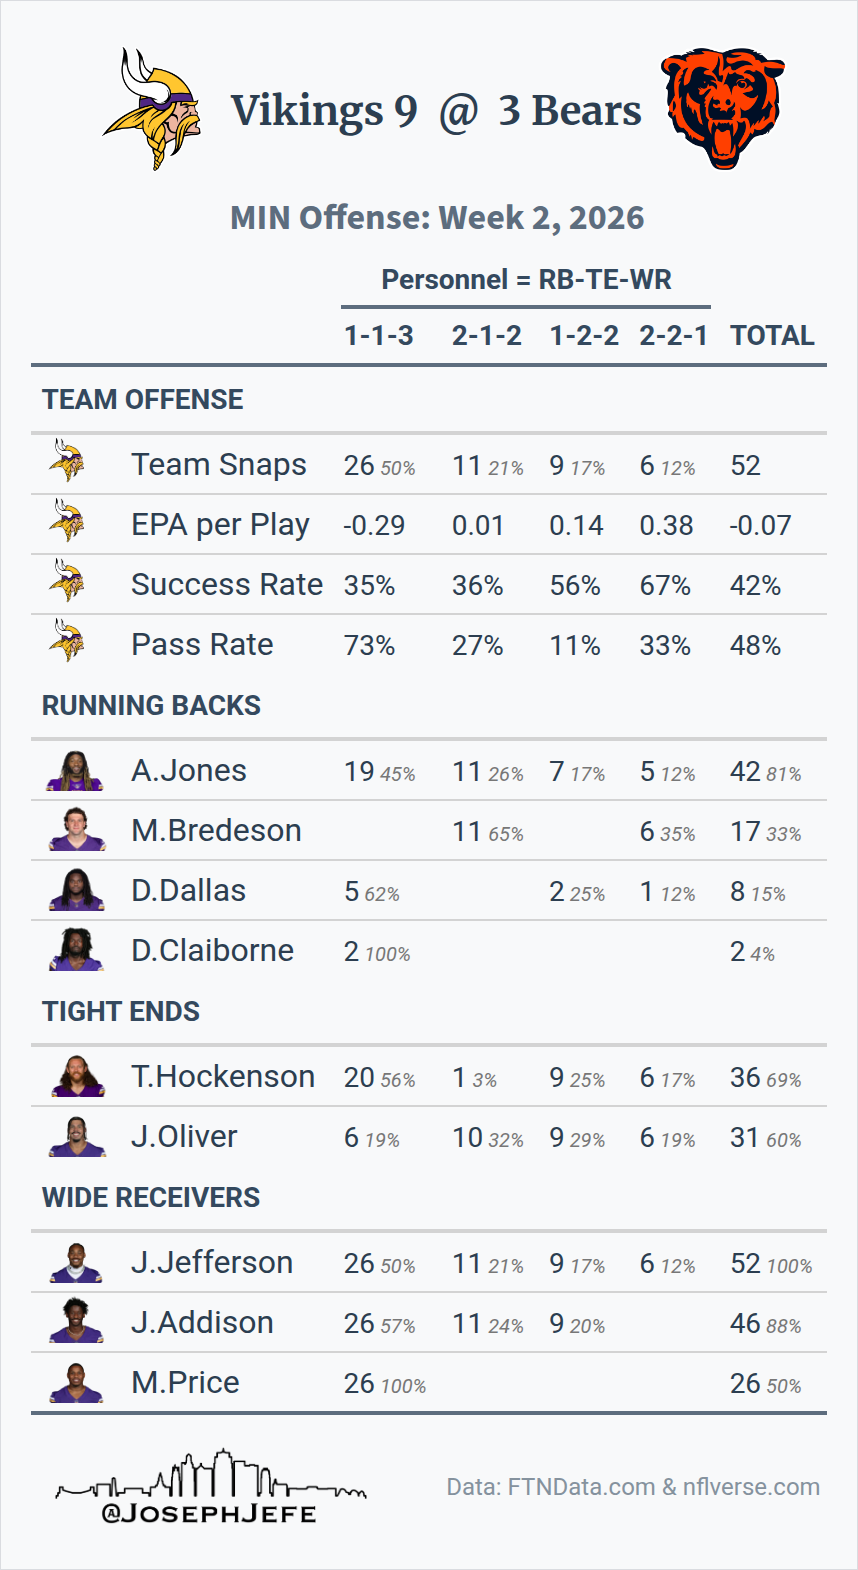 Vikings 9 @ 3 Bears
MIN Offense: Week 2, 2026
Personnel = RB-TE-WR
1-1-3 2-1-2 1-2-2 2-2-1 TOTAL
TEAM OFFENSE
Team Snaps 26 50% 11 21% 9 17% 6 12% 52
EPA per Play -0.29 0.01 0.14 0.38 -0.07
Success Rate 35% 36% 56% 67% 42%
Pass Rate 73% 27% 11% 33% 48%
RUNNING BACKS
A.Jones 19 45% 11 26% 7 17% 5 12% 42 81%
M.Bredeson 11 65% 6 35% 17 33%
D.Dallas 5 62% 2 25% 1 12% 8 15%
D.Claiborne 2 100% 2 4%
TIGHT ENDS
T.Hockenson 20 56% 1 3% 9 25% 6 17% 36 69%
J.Oliver 6 19% 10 32% 9 29% 6 19% 31 60%
WIDE RECEIVERS
J.Jefferson 26 50% 11 21% 9 17% 6 12% 52 100%
J.Addison 26 57% 11 24% 9 20% 46 88%
M.Price 26 100% 26 50%
@JOSEPHJEFE
Data: FTNData.com & nflverse.com